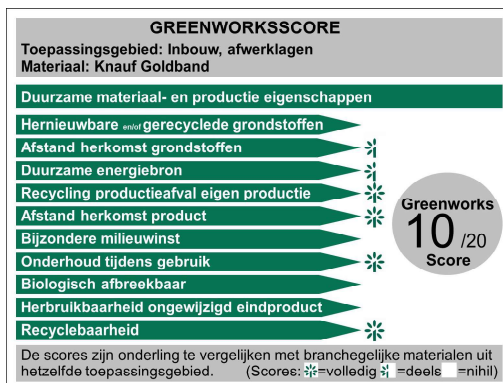 GREENWORKSSCORE
Toepassingsgebied: Inbouw, afwerklagen
Materiaal: Knauf Goldband
Duurzame materiaal- en productie eigenschappen
Hernieuwbare en/of gerecyclede grondstoffen
Afstand herkomst grondstoffen
Duurzame energiebron
Recycling productieafval eigen productie
Afstand herkomst product
Bijzondere milieuwinst
Onderhoud tijdens gebruik
Biologisch afbreekbaar
Herbruikbaarheid ongewijzigd eindproduct
Recyclebaarheid
Greenworks
10 /20
Score
De scores zijn onderling te vergelijken met branchegelijke materialen uit
hetzelfde toepassingsgebied. (Scores: =volledig =deels =nihil)